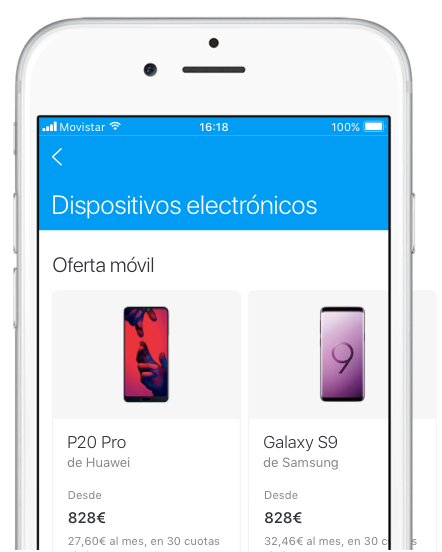 Movistar 16:18 100%
Dispositivos electrónicos
Oferta móvil
9
P20 Pro Galaxy S9
de Huawei de Samsung
Desde Desde
828€ 828€
27,60€ al mes, en 30 cuotas 32,46€ al mes, en 30 cuotas